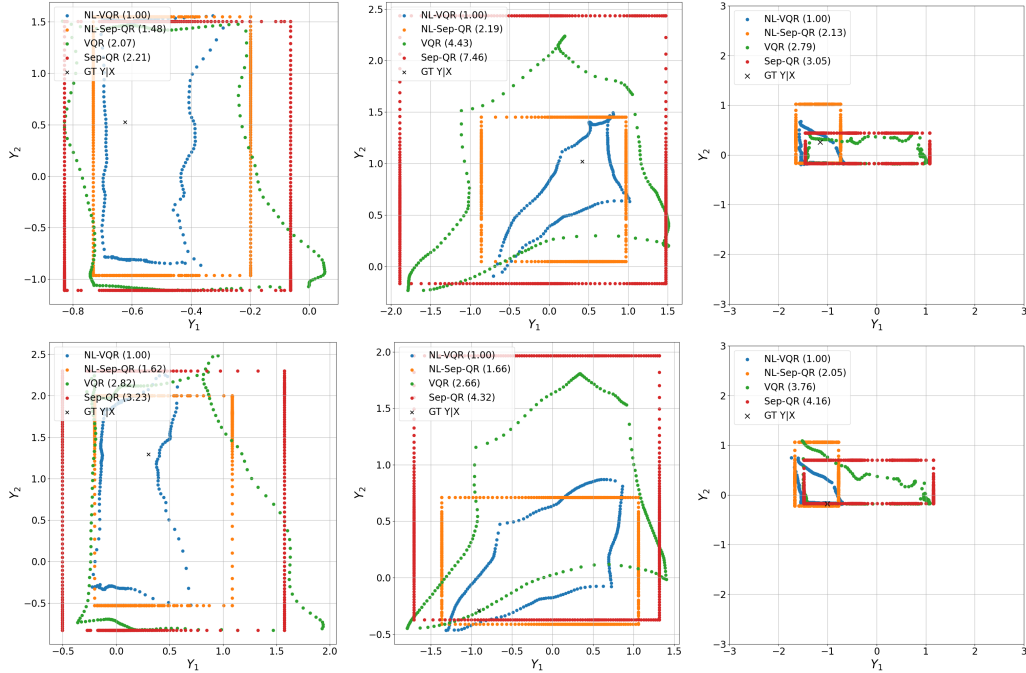 NL-VQR (1.00)
NL-Sep-QR (1.48)
VQR (2.07)
Sep-QR (2.21)
GT Y|X
1.5
1.0
0.5
0.0
−0.5
−1.0
Y2
−0.8
−0.6
−0.4
−0.2
0.0
Y1
NL-VQR (1.00)
NL-Sep-QR (2.19)
VQR (4.43)
Sep-QR (7.46)
GT Y|X
2.5
2.0
1.5
1.0
0.5
0.0
Y2
−2.0
−1.5
−1.0
−0.5
0.0
0.5
1.0
1.5
Y1
NL-VQR (1.00)
NL-Sep-QR (2.13)
VQR (2.79)
Sep-QR (3.05)
GT Y|X
3
2
1
0
−1
−2
−3
Y2
−3
−2
−1
0
1
2
3
Y1
NL-VQR (1.00)
NL-Sep-QR (1.62)
VQR (2.82)
Sep-QR (3.23)
GT Y|X
2.5
2.0
1.5
1.0
0.5
0.0
−0.5
Y2
−0.5
0.0
0.5
1.0
1.5
2.0
Y1
NL-VQR (1.00)
NL-Sep-QR (1.66)
VQR (2.66)
Sep-QR (4.32)
GT Y|X
2.0
1.5
1.0
0.5
0.0
−0.5
Y2
−1.5
−1.0
−0.5
0.0
0.5
1.0
1.5
Y1
NL-VQR (1.00)
NL-Sep-QR (2.05)
VQR (3.76)
Sep-QR (4.16)
GT Y|X
3
2
1
0
−1
−2
−3
Y2
−3
−2
−1
0
1
2
3
Y1